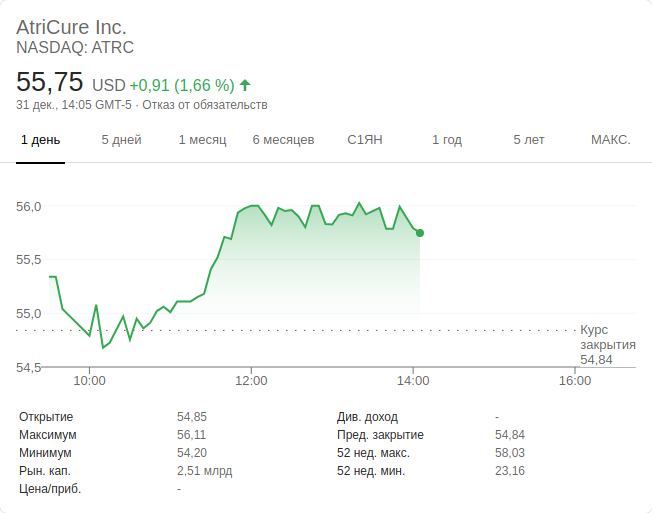 AtriCure Inc.
NASDAQ: ATRC
55,75 USD +0,91 (1,66 %)
31 дек., 14:05 GMT-5 · Отказ от обязательств
1 день 5 дней 1 месяц 6 месяцев С1ЯН 1 год 5 лет МАКС.
56,0
55,5
55,0
Курс
закрытия
54,84
54,5
10:00 12:00 14:00 16:00
Открытие 54,85 Див. доход -
Максимум 56,11 Пред. закрытие 54,84
Минимум 54,20 52 нед. макс. 58,03
Рын. кап. 2,51 млрд 52 нед. мин. 23,16
Цена/приб. -